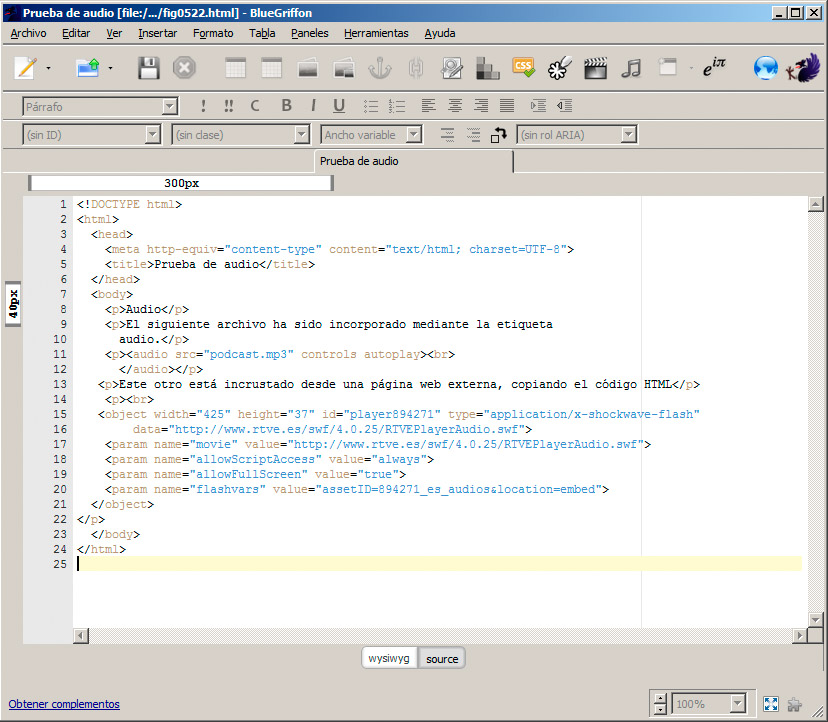 Prueba de audio [file:/.../fig0522.html] - BlueGriffon
Archivo Editar Ver Insertar Formato Tabla Paneles Herramientas Ayuda
CSS eiπ
Párrafo ! !! C B I U
(sin ID) (sin clase) Ancho variable (sin rol ARIA)
Prueba de audio
300px
40px
1 <!DOCTYPE html>
2 <html>
3 <head>
4 <meta http-equiv="content-type" content="text/html; charset=UTF-8">
5 <title>Prueba de audio</title>
6 </head>
7 <body>
8 <p>Audio</p>
9 <p>El siguiente archivo ha sido incorporado mediante la etiqueta
10 audio.</p>
11 <p><audio src="podcast.mp3" controls autoplay><br>
12 </audio></p>
13 <p>Este otro está incrustado desde una página web externa, copiando el código HTML</p>
14 <p><br>
15 <object width="425" height="37" id="player894271" type="application/x-shockwave-flash"
16 data="http://www.rtve.es/swf/4.0.25/RTVEPlayerAudio.swf">
17 <param name="movie" value="http://www.rtve.es/swf/4.0.25/RTVEPlayerAudio.swf">
18 <param name="allowScriptAccess" value="always">
19 <param name="allowFullScreen" value="true">
20 <param name="flashvars" value="assetID=894271_es_audios&location=embed">
21 </object>
22 </p>
23 </body>
24 </html>
25
wysiwyg source
Obtener complementos 100%